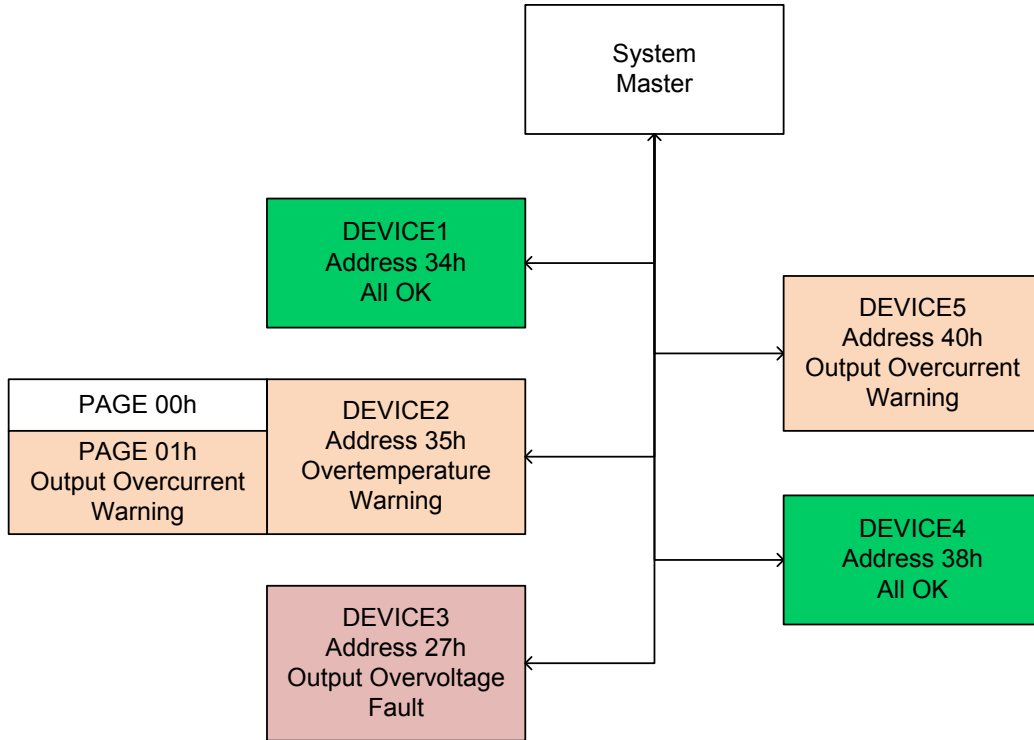 System
Master
DEVICE1
Address 34h
All OK
DEVICE5
Address 40h
Output Overcurrent
Warning
PAGE 00h
PAGE 01h
Output Overcurrent
Warning
DEVICE2
Address 35h
Overtemperature
Warning
DEVICE4
Address 38h
All OK
DEVICE3
Address 27h
Output Overvoltage
Fault